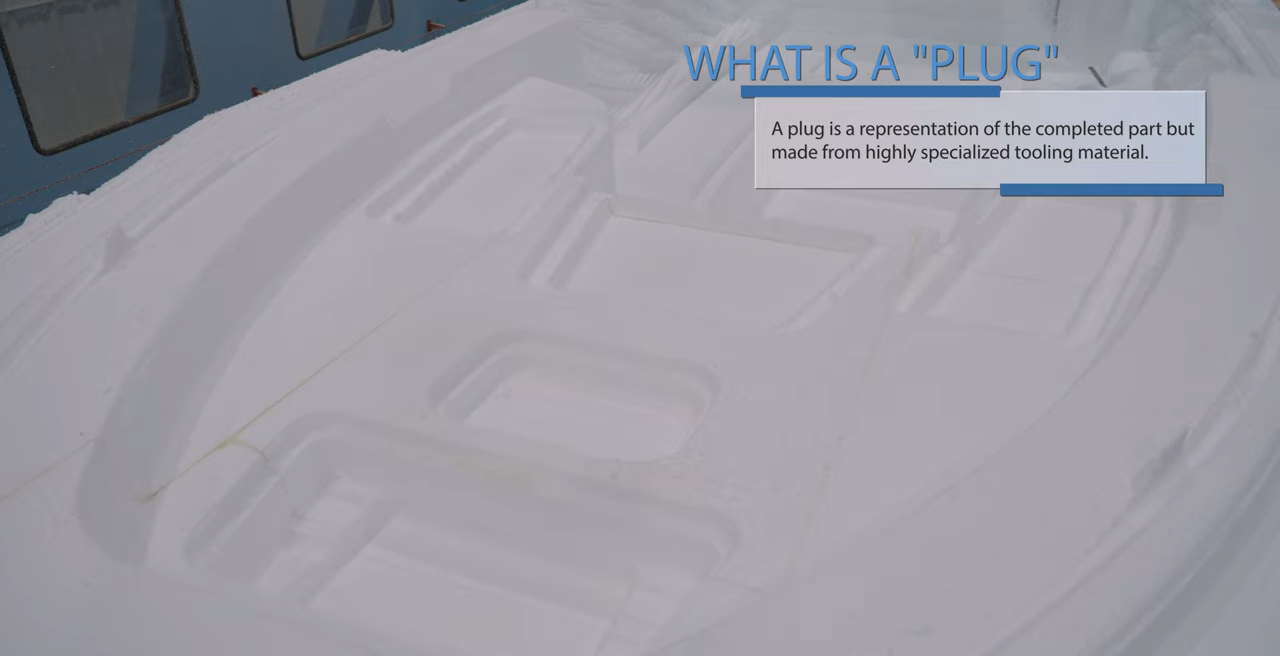 WHAT IS A "PLUG"
A plug is a representation of the completed part but
made from highly specialized tooling material.